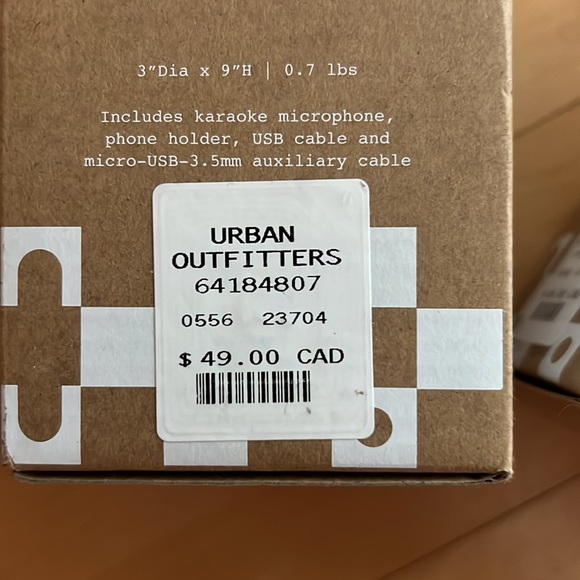 3"Dia x 9"H | 0.7 lbs
Includes karaoke microphone,
phone holder, USB cable and
micro-USB-3.5mm auxiliary cable
URBAN
OUTFITTERS
64184807
0556 23704
$ 49.00 CAD